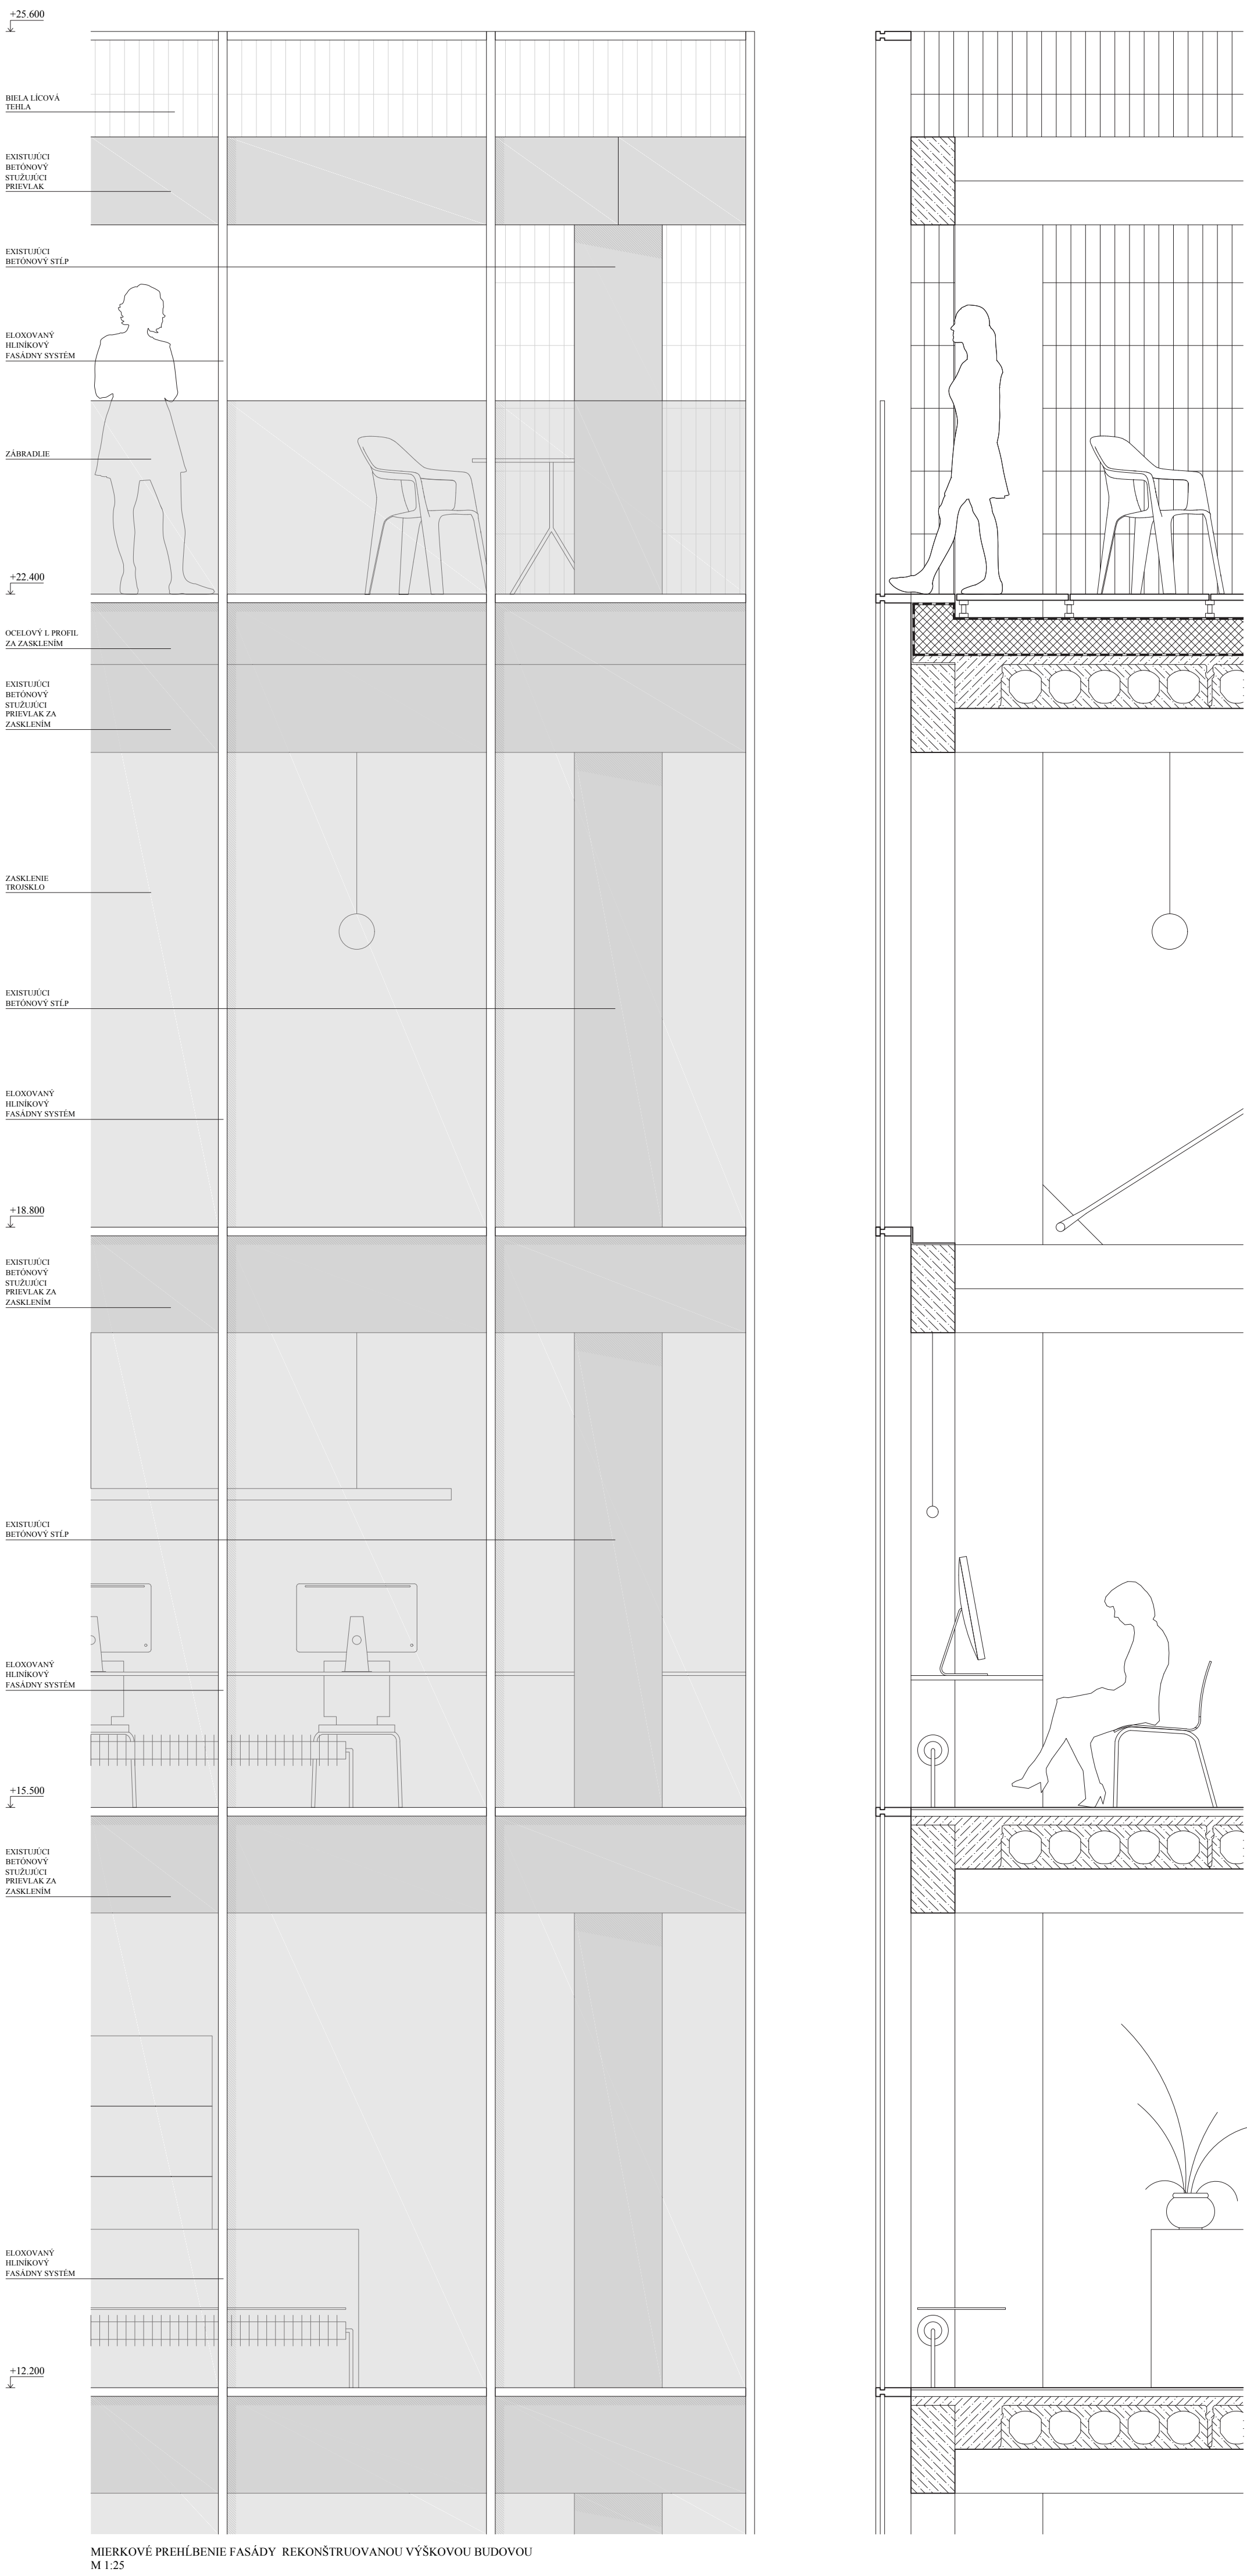 +25.600
BIELA LÍCOVÁ
TEHLA
EXISTUJÚCI
BETÓNOVÝ
STUŽUJÚCI
PRIEVLAK
EXISTUJÚCI
BETÓNOVÝ STĹP
ELOXOVANÝ
HLINÍKOVÝ
FASÁDNY SYSTÉM
ZÁBRADLIE
+22.400
OCELOVÝ L PROFIL
ZA ZASKLENÍM
EXISTUJÚCI
BETÓNOVÝ
STUŽUJÚCI
PRIEVLAK ZA
ZASKLENÍM
ZASKLENIE
TROJSKLO
EXISTUJÚCI
BETÓNOVÝ STĹP
ELOXOVANÝ
HLINÍKOVÝ
FASÁDNY SYSTÉM
+18.800
EXISTUJÚCI
BETÓNOVÝ
STUŽUJÚCI
PRIEVLAK ZA
ZASKLENÍM
EXISTUJÚCI
BETÓNOVÝ STĹP
ELOXOVANÝ
HLINÍKOVÝ
FASÁDNY SYSTÉM
+15.500
EXISTUJÚCI
BETÓNOVÝ
STUŽUJÚCI
PRIEVLAK ZA
ZASKLENÍM
ELOXOVANÝ
HLINÍKOVÝ
FASÁDNY SYSTÉM
+12.200
MIERKOVÉ PREHĹBENIE FASÁDY REKONŠTRUOVANOU VÝŠKOVOU BUDOVOU
M 1:25